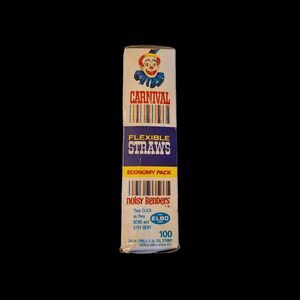 CARNIVAL
FLEXIBLE
STRAWS
ECONOMY PACK
noisy benders
They CLICK
as they
BEND and
STAY BENT
ELBO
100